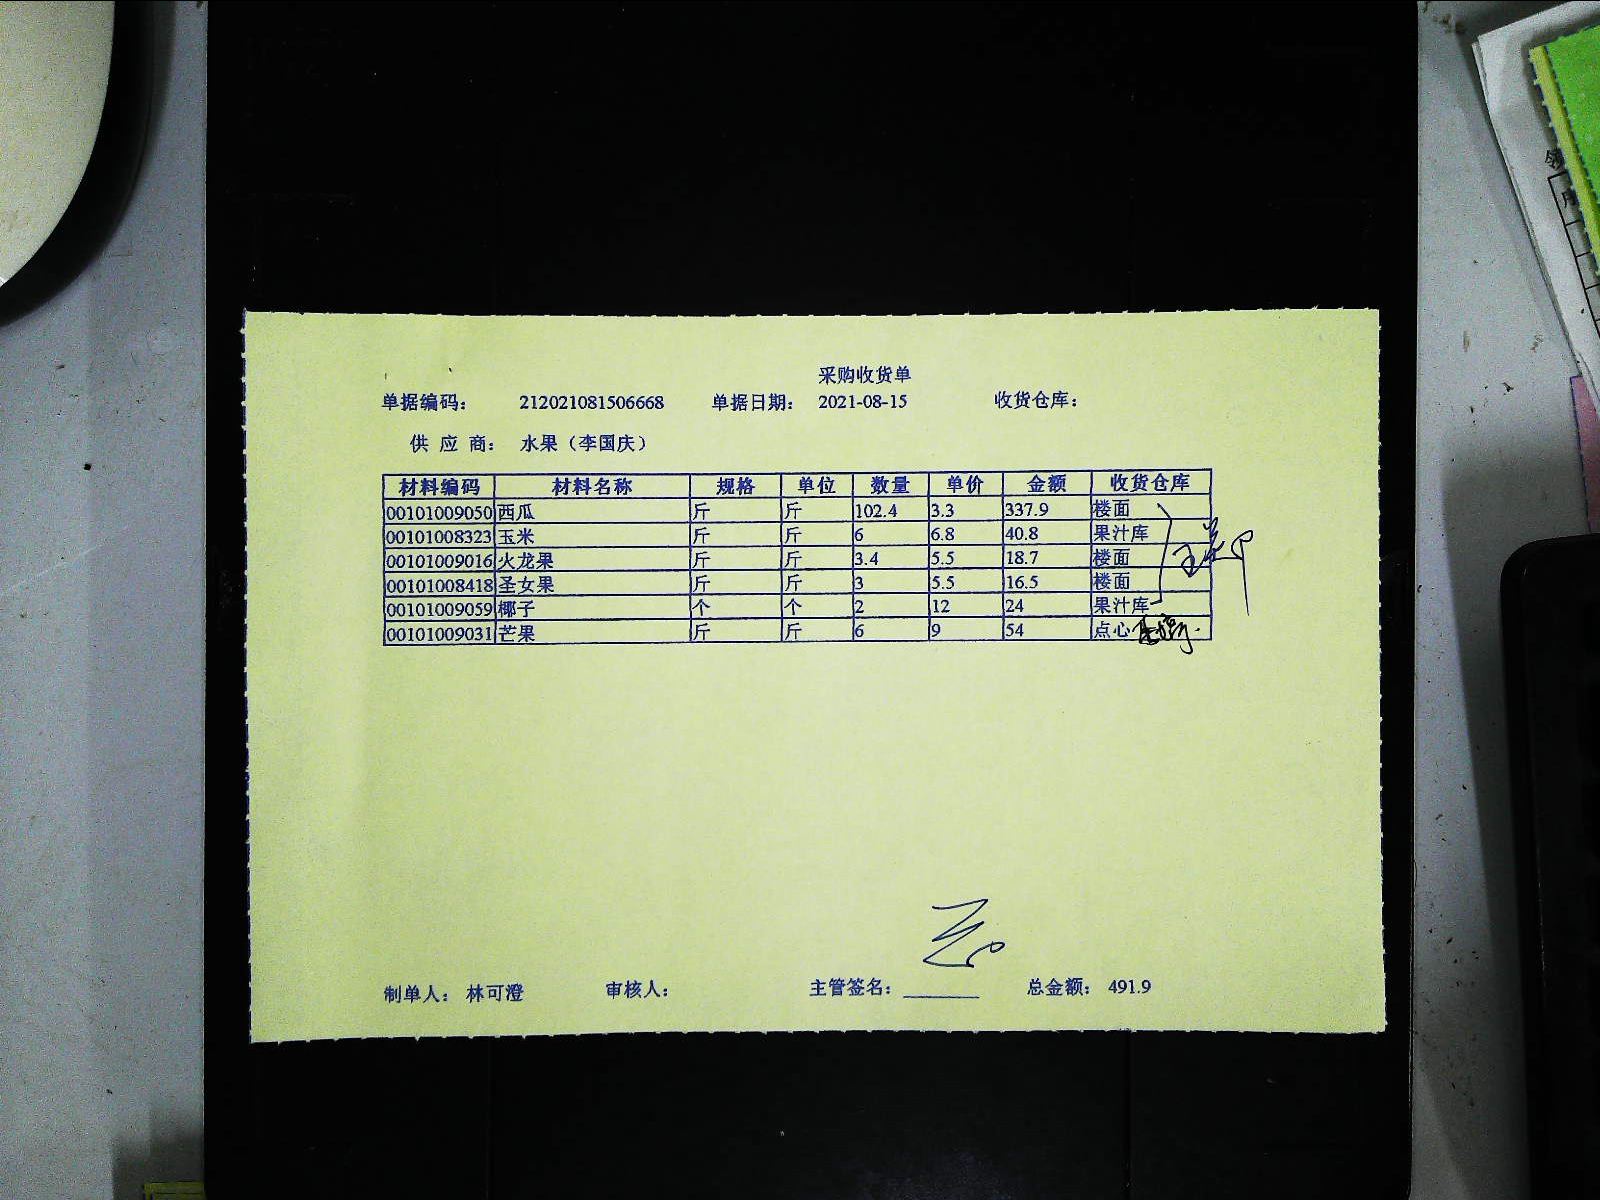 采购收货单
单据编码： 212021081506668 单据日期： 2021-08-15 收货仓库：
供 应 商： 水果（李国庆）
材料编码 材料名称 规格 单位 数量 单价 金额 收货仓库
00101009050 西瓜 斤 斤 102.4 3.3 337.9 楼面
00101008323 玉米 斤 斤 6 6.8 40.8 果汁库
00101009016 火龙果 斤 斤 3.4 5.5 18.7 楼面
00101008418 圣女果 斤 斤 3 5.5 16.5 楼面
00101009059 椰子 个 个 2 12 24 果汁库
00101009031 芒果 斤 斤 6 9 54 点心
制单人： 林可澄 审核人： 主管签名： 总金额： 491.9